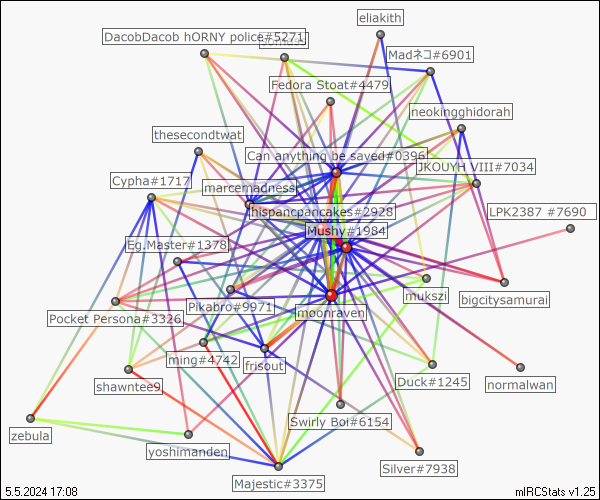 eliakith
DacobDacob hORNY police#5271
Madネコ#6901
Fedora Stoat#4479
neokingghidorah
thesecondtwat
Can anything be saved#0396
JKOUYH VIII#7034
Cypha#1717
marcemadness
hispancpancakes#2928
LPK2387 #7690
Mushy#1984
Eg.Master#1378
mukszi
bigcitysamurai
Pikabro#9971
moonraven
Pocket Persona#3326
ming#4742
frisout
shawntee9
Duck#1245
normalwan
Swirly Boi#6154
zebula
yoshimanden
Silver#7938
Majestic#3375
5.5.2024 17:08
mIRCStats v1.25